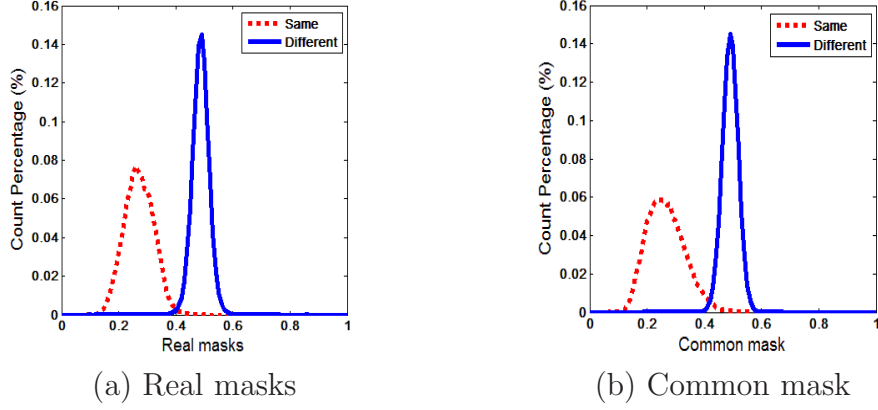 Same
Different
Count Percentage (%)
0.16
0.14
0.12
0.1
0.08
0.06
0.04
0.02
0
0 0.2 0.4 0.6 0.8 1
Real masks
(a) Real masks
Same
Different
Count Percentage (%)
0.16
0.14
0.12
0.1
0.08
0.06
0.04
0.02
0
0 0.2 0.4 0.6 0.8 1
Common mask
(b) Common mask